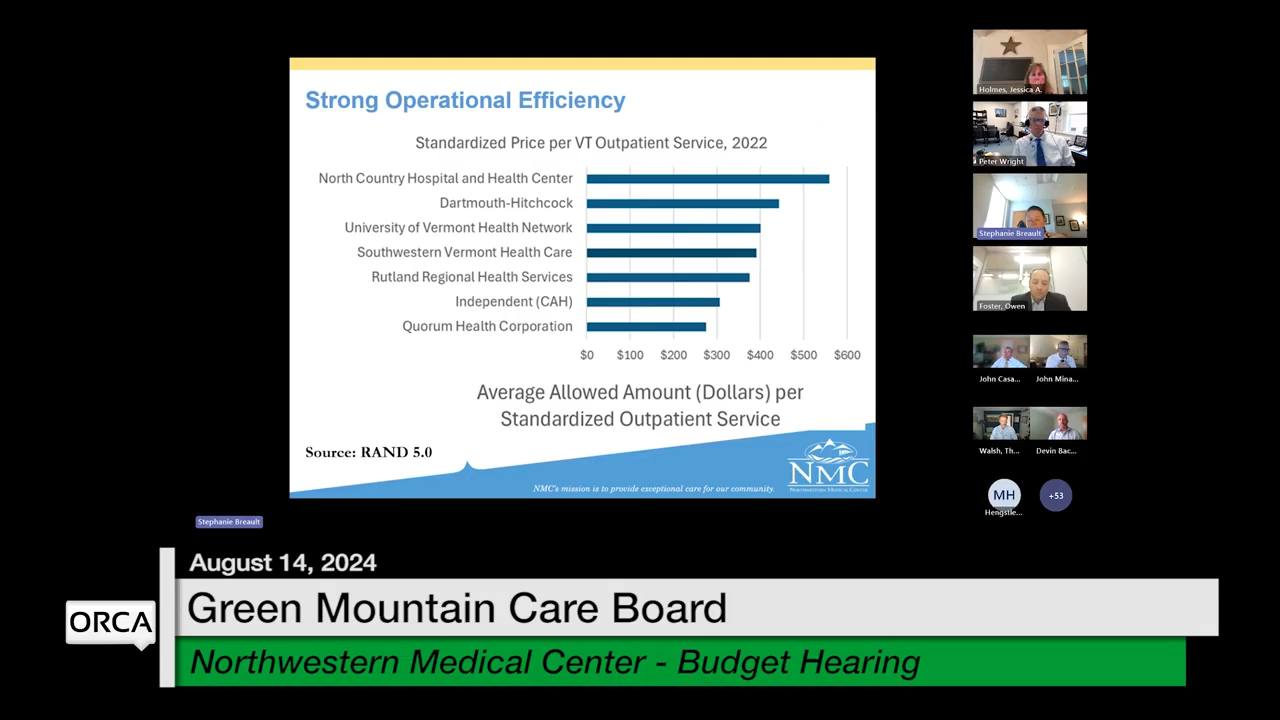 Strong Operational Efficiency
Standardized Price per VT Outpatient Service, 2022
North Country Hospital and Health Center
Dartmouth-Hitchcock
University of Vermont Health Network
Southwestern Vermont Health Care
Rutland Regional Health Services
Independent (CAH)
Quorum Health Corporation
$0 $100 $200 $300 $400 $500 $600
Average Allowed Amount (Dollars) per
Standardized Outpatient Service
Source: RAND 5.0
NMC
NORTHWESTERN MEDICAL CENTER
NMC's mission is to provide exceptional care for our community.
Holmes, Jessica A.
Peter Wright
Stephanie Breault
Foster, Owen
John Casa... John Mina...
Walsh, Th... Devin Bac...
MH +53
Hengstle...
Stephanie Breault
August 14, 2024
ORCA
Green Mountain Care Board
Northwestern Medical Center - Budget Hearing